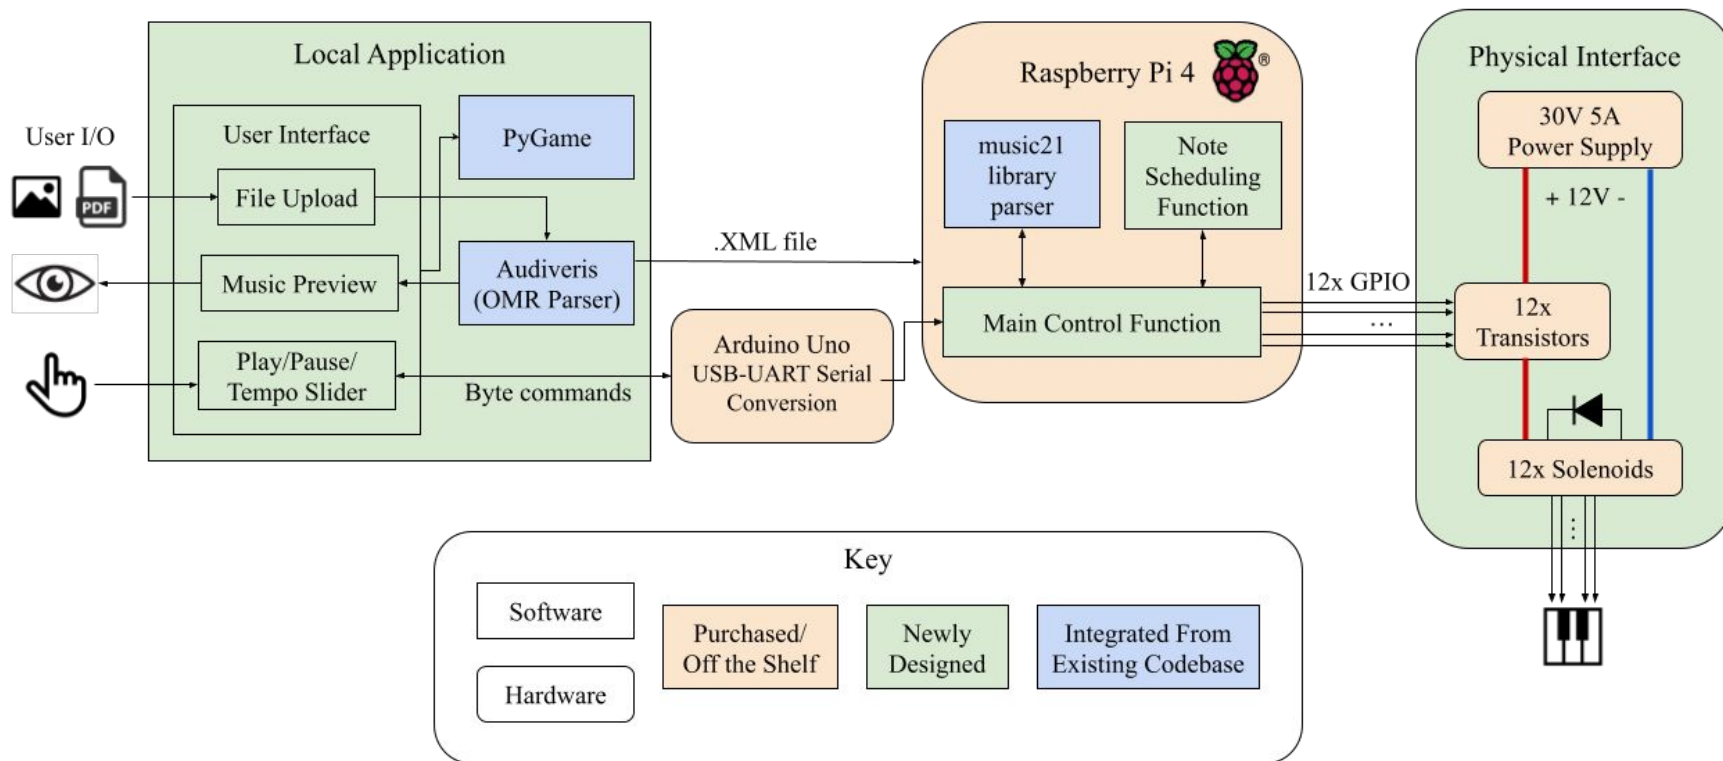 Local Application
User I/O
PDF
User Interface
File Upload
Music Preview
Play/Pause/
Tempo Slider
PyGame
Audiveris
(OMR Parser)
.XML file
Byte commands
Arduino Uno
USB-UART Serial
Conversion
Raspberry Pi 4
®
music21
library
parser
Note
Scheduling
Function
Main Control Function
12x GPIO
...
Physical Interface
30V 5A
Power Supply
+ 12V -
12x
Transistors
12x Solenoids
...
Key
Software
Hardware
Purchased/
Off the Shelf
Newly
Designed
Integrated From
Existing Codebase